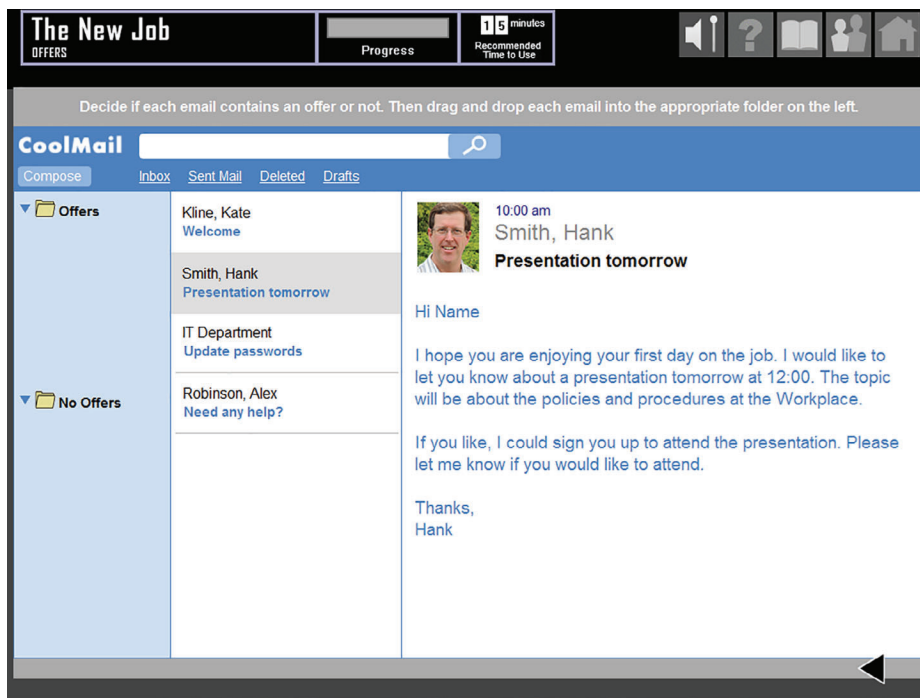 The New Job
OFFERS
Progress
15 minutes
Recommended
Time to Use
?
Decide if each email contains an offer or not. Then drag and drop each email into the appropriate folder on the left.
CoolMail
Compose
Inbox
Sent Mail
Deleted
Drafts
Offers
No Offers
Kline, Kate
Welcome
Smith, Hank
Presentation tomorrow
IT Department
Update passwords
Robinson, Alex
Need any help?
10:00 am
Smith, Hank
Presentation tomorrow
Hi Name
I hope you are enjoying your first day on the job. I would like to
let you know about a presentation tomorrow at 12:00. The topic
will be about the policies and procedures at the Workplace.
If you like, I could sign you up to attend the presentation. Please
let me know if you would like to attend.
Thanks,
Hank